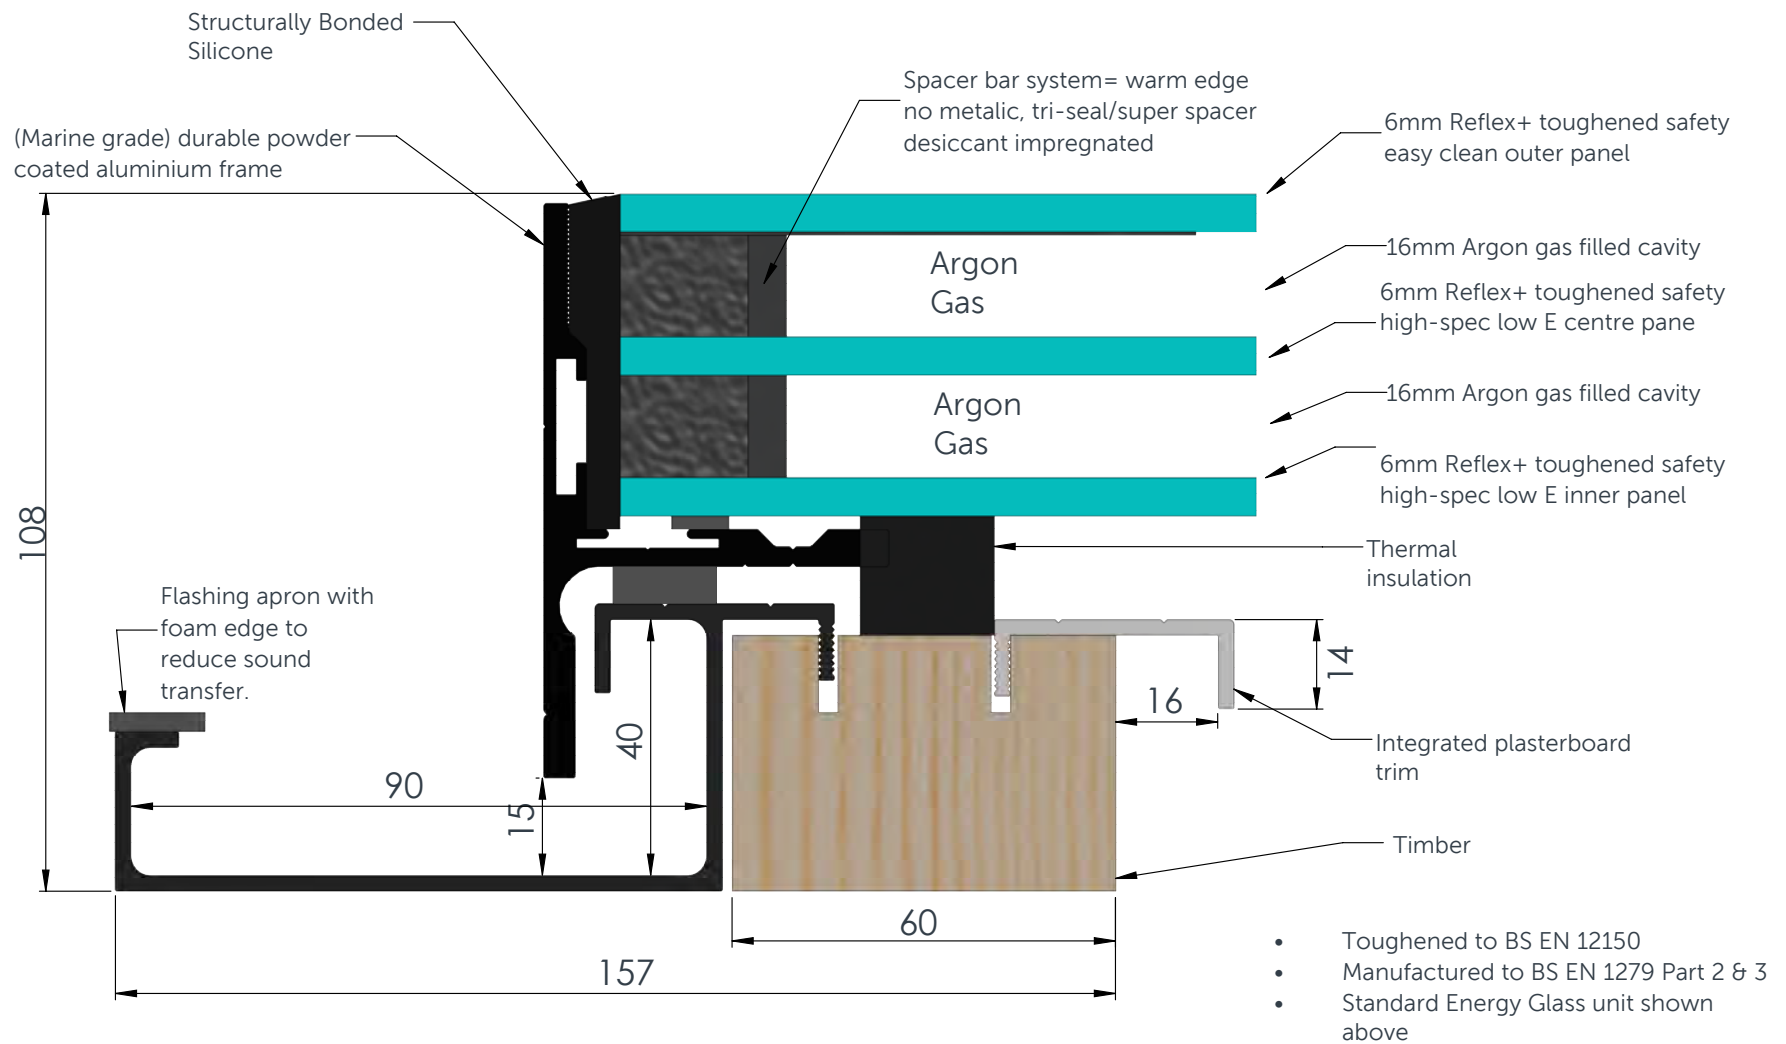 Structurally Bonded
Silicone
(Marine grade) durable powder
coated aluminium frame
Spacer bar system= warm edge
no metalic, tri-seal/super spacer
desiccant impregnated
6mm Reflex+ toughened safety
easy clean outer panel
Argon
Gas
16mm Argon gas filled cavity
6mm Reflex+ toughened safety
high-spec low E centre pane
Argon
Gas
16mm Argon gas filled cavity
6mm Reflex+ toughened safety
high-spec low E inner panel
108
Thermal
insulation
Flashing apron with
foam edge to
reduce sound
transfer.
14
16
40
Integrated plasterboard
trim
90
15
Timber
60
157
• Toughened to BS EN 12150
• Manufactured to BS EN 1279 Part 2 & 3
• Standard Energy Glass unit shown
above